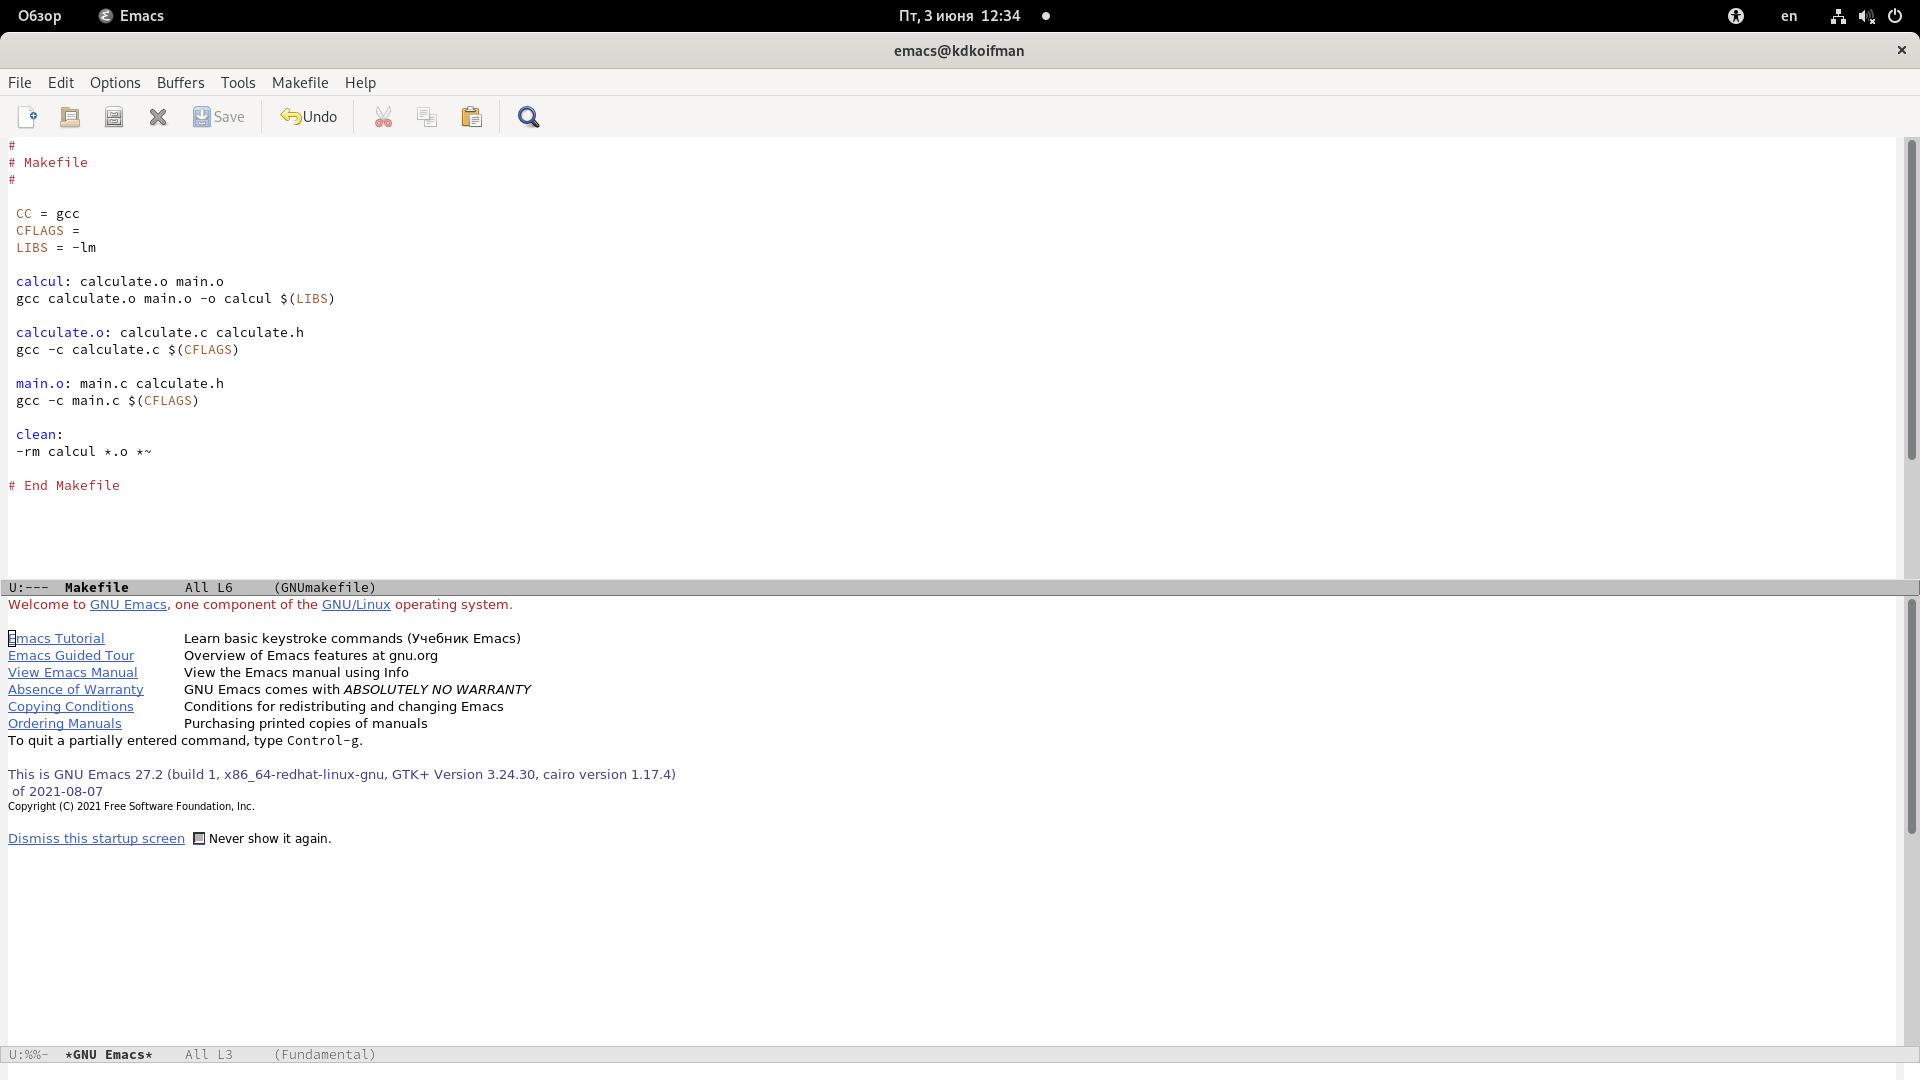 Обзор Emacs Пт, 3 июня 12:34 en
emacs@kdkoifman
File Edit Options Buffers Tools Makefile Help
Save Undo
#
# Makefile
#
CC = gcc
CFLAGS =
LIBS = -lm
calcul: calculate.o main.o
gcc calculate.o main.o -o calcul $(LIBS)
calculate.o: calculate.c calculate.h
gcc -c calculate.c $(CFLAGS)
main.o: main.c calculate.h
gcc -c main.c $(CFLAGS)
clean:
-rm calcul *.o *~
# End Makefile
U:--- Makefile All L6 (GNUmakefile)
Welcome to GNU Emacs, one component of the GNU/Linux operating system.
Emacs Tutorial Learn basic keystroke commands (Учебник Emacs)
Emacs Guided Tour Overview of Emacs features at gnu.org
View Emacs Manual View the Emacs manual using Info
Absence of Warranty GNU Emacs comes with ABSOLUTELY NO WARRANTY
Copying Conditions Conditions for redistributing and changing Emacs
Ordering Manuals Purchasing printed copies of manuals
To quit a partially entered command, type Control-g.
This is GNU Emacs 27.2 (build 1, x86_64-redhat-linux-gnu, GTK+ Version 3.24.30, cairo version 1.17.4)
of 2021-08-07
Copyright (C) 2021 Free Software Foundation, Inc.
Dismiss this startup screen Never show it again.
U:%%- *GNU Emacs* All L3 (Fundamental)